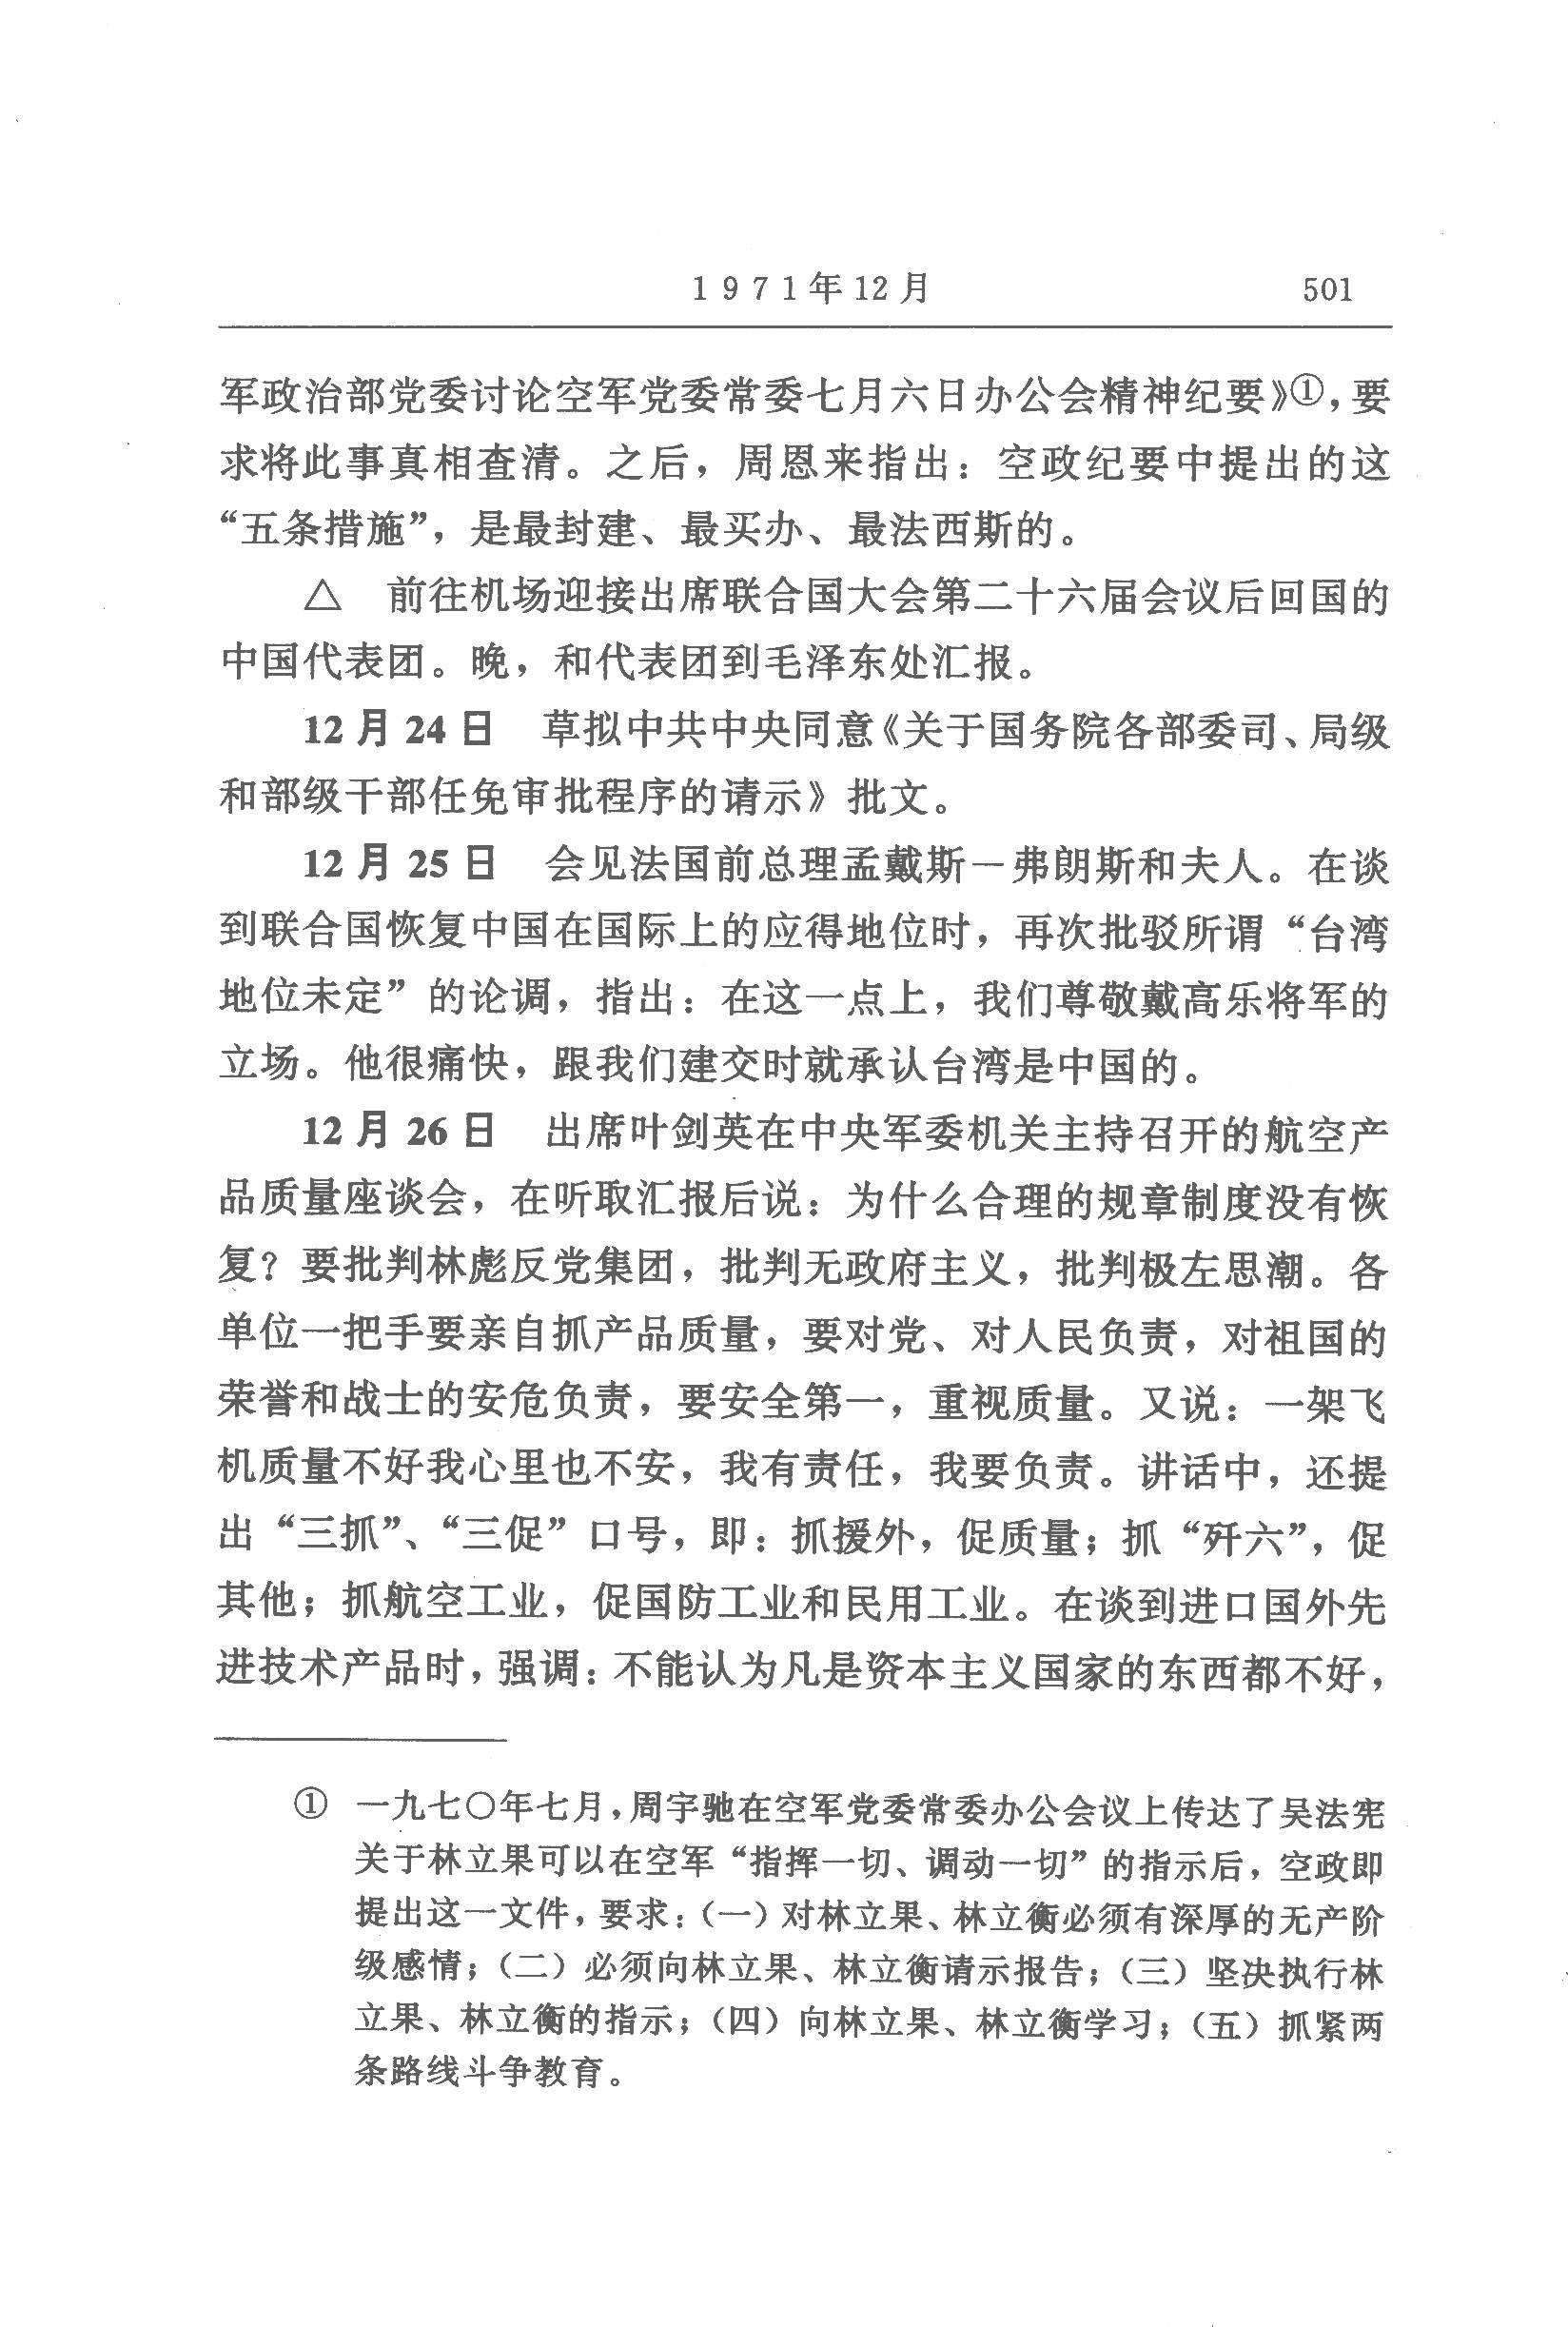 1971年12月 501
军政治部党委讨论空军党委常委七月六日办公会精神纪要》①，要
求将此事真相查清。之后，周恩来指出：空政纪要中提出的这
“五条措施”，是最封建、最买办、最法西斯的。
△ 前往机场迎接出席联合国大会第二十六届会议后回国的
中国代表团。晚，和代表团到毛泽东处汇报。
12月24日 草拟中共中央同意《关于国务院各部委司、局级
和部级干部任免审批程序的请示》批文。
12月25日 会见法国前总理孟戴斯－弗朗斯和夫人。在谈
到联合国恢复中国在国际上的应得地位时，再次批驳所谓“台湾
地位未定”的论调，指出：在这一点上，我们尊敬戴高乐将军的
立场。他很痛快，跟我们建交时就承认台湾是中国的。
12月26日 出席叶剑英在中央军委机关主持召开的航空产
品质量座谈会，在听取汇报后说：为什么合理的规章制度没有恢
复？要批判林彪反党集团，批判无政府主义，批判极左思潮。各
单位一把手要亲自抓产品质量，要对党、对人民负责，对祖国的
荣誉和战士的安危负责，要安全第一，重视质量。又说：一架飞
机质量不好我心里也不安，我有责任，我要负责。讲话中，还提
出“三抓”、“三促”口号，即：抓援外，促质量；抓“歼六”，促
其他；抓航空工业，促国防工业和民用工业。在谈到进口国外先
进技术产品时，强调：不能认为凡是资本主义国家的东西都不好，
① 一九七〇年七月，周宇驰在空军党委常委办公会议上传达了吴法宪
关于林立果可以在空军“指挥一切、调动一切”的指示后，空政即
提出这一文件，要求：（一）对林立果、林立衡必须有深厚的无产阶
级感情；（二）必须向林立果、林立衡请示报告；（三）坚决执行林
立果、林立衡的指示；（四）向林立果、林立衡学习；（五）抓紧两
条路线斗争教育。